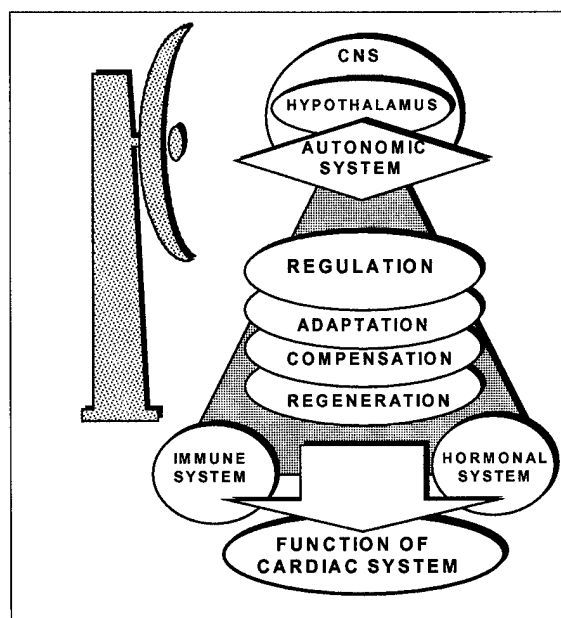 CNS
HYPOTHALAMUS
AUTONOMIC
SYSTEM
REGULATION
ADAPTATION
COMPENSATION
REGENERATION
IMMUNE
SYSTEM
HORMONAL
SYSTEM
FUNCTION OF
CARDIAC SYSTEM